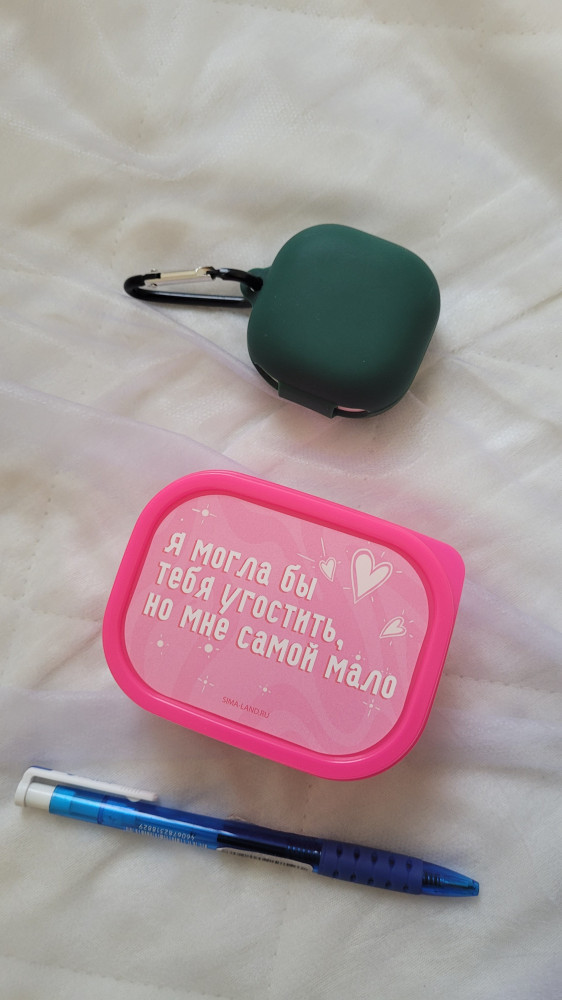 Я МОГЛА БЫ
ТЕБЯ УГОСТИТЬ,
НО МНЕ САМОЙ МАЛО
SIMA-LAND.RU